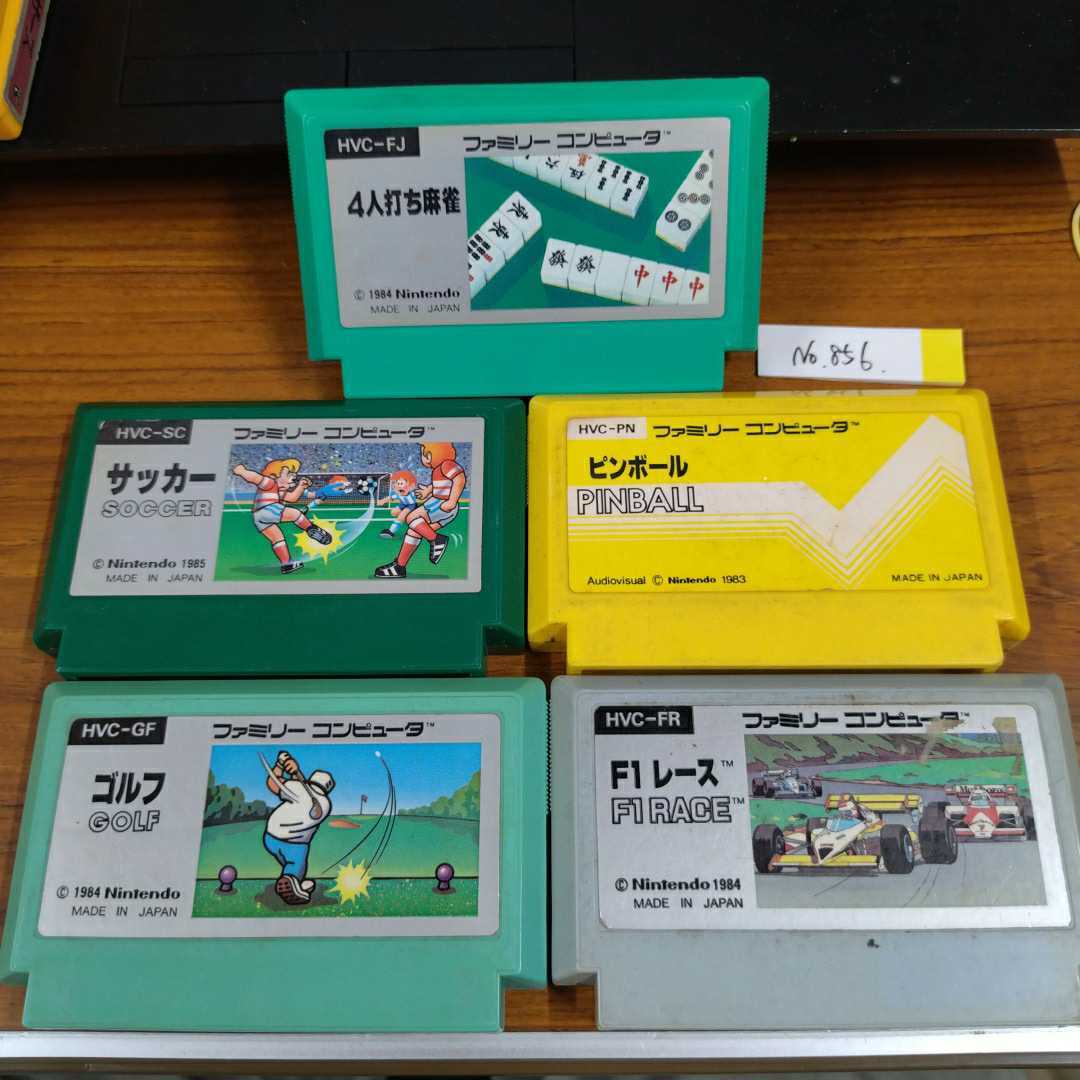 HVC-FJ
ファミリー コンピュータ™
4人打ち麻雀
© 1984 Nintendo
MADE IN JAPAN
中 中 中
No.856.
HVC-SC
ファミリー コンピュータ™
サッカー
SOCCER
© Nintendo 1985
MADE IN JAPAN
HVC-PN
ファミリー コンピュータ™
ピンボール
PINBALL
Audiovisual © Nintendo 1983
MADE IN JAPAN
HVC-GF
ファミリー コンピュータ™
ゴルフ
GOLF
© 1984 Nintendo
MADE IN JAPAN
HVC-FR
ファミリー コンピュータ™
F1 レース™
F1 RACE™
© Nintendo 1984
MADE IN JAPAN